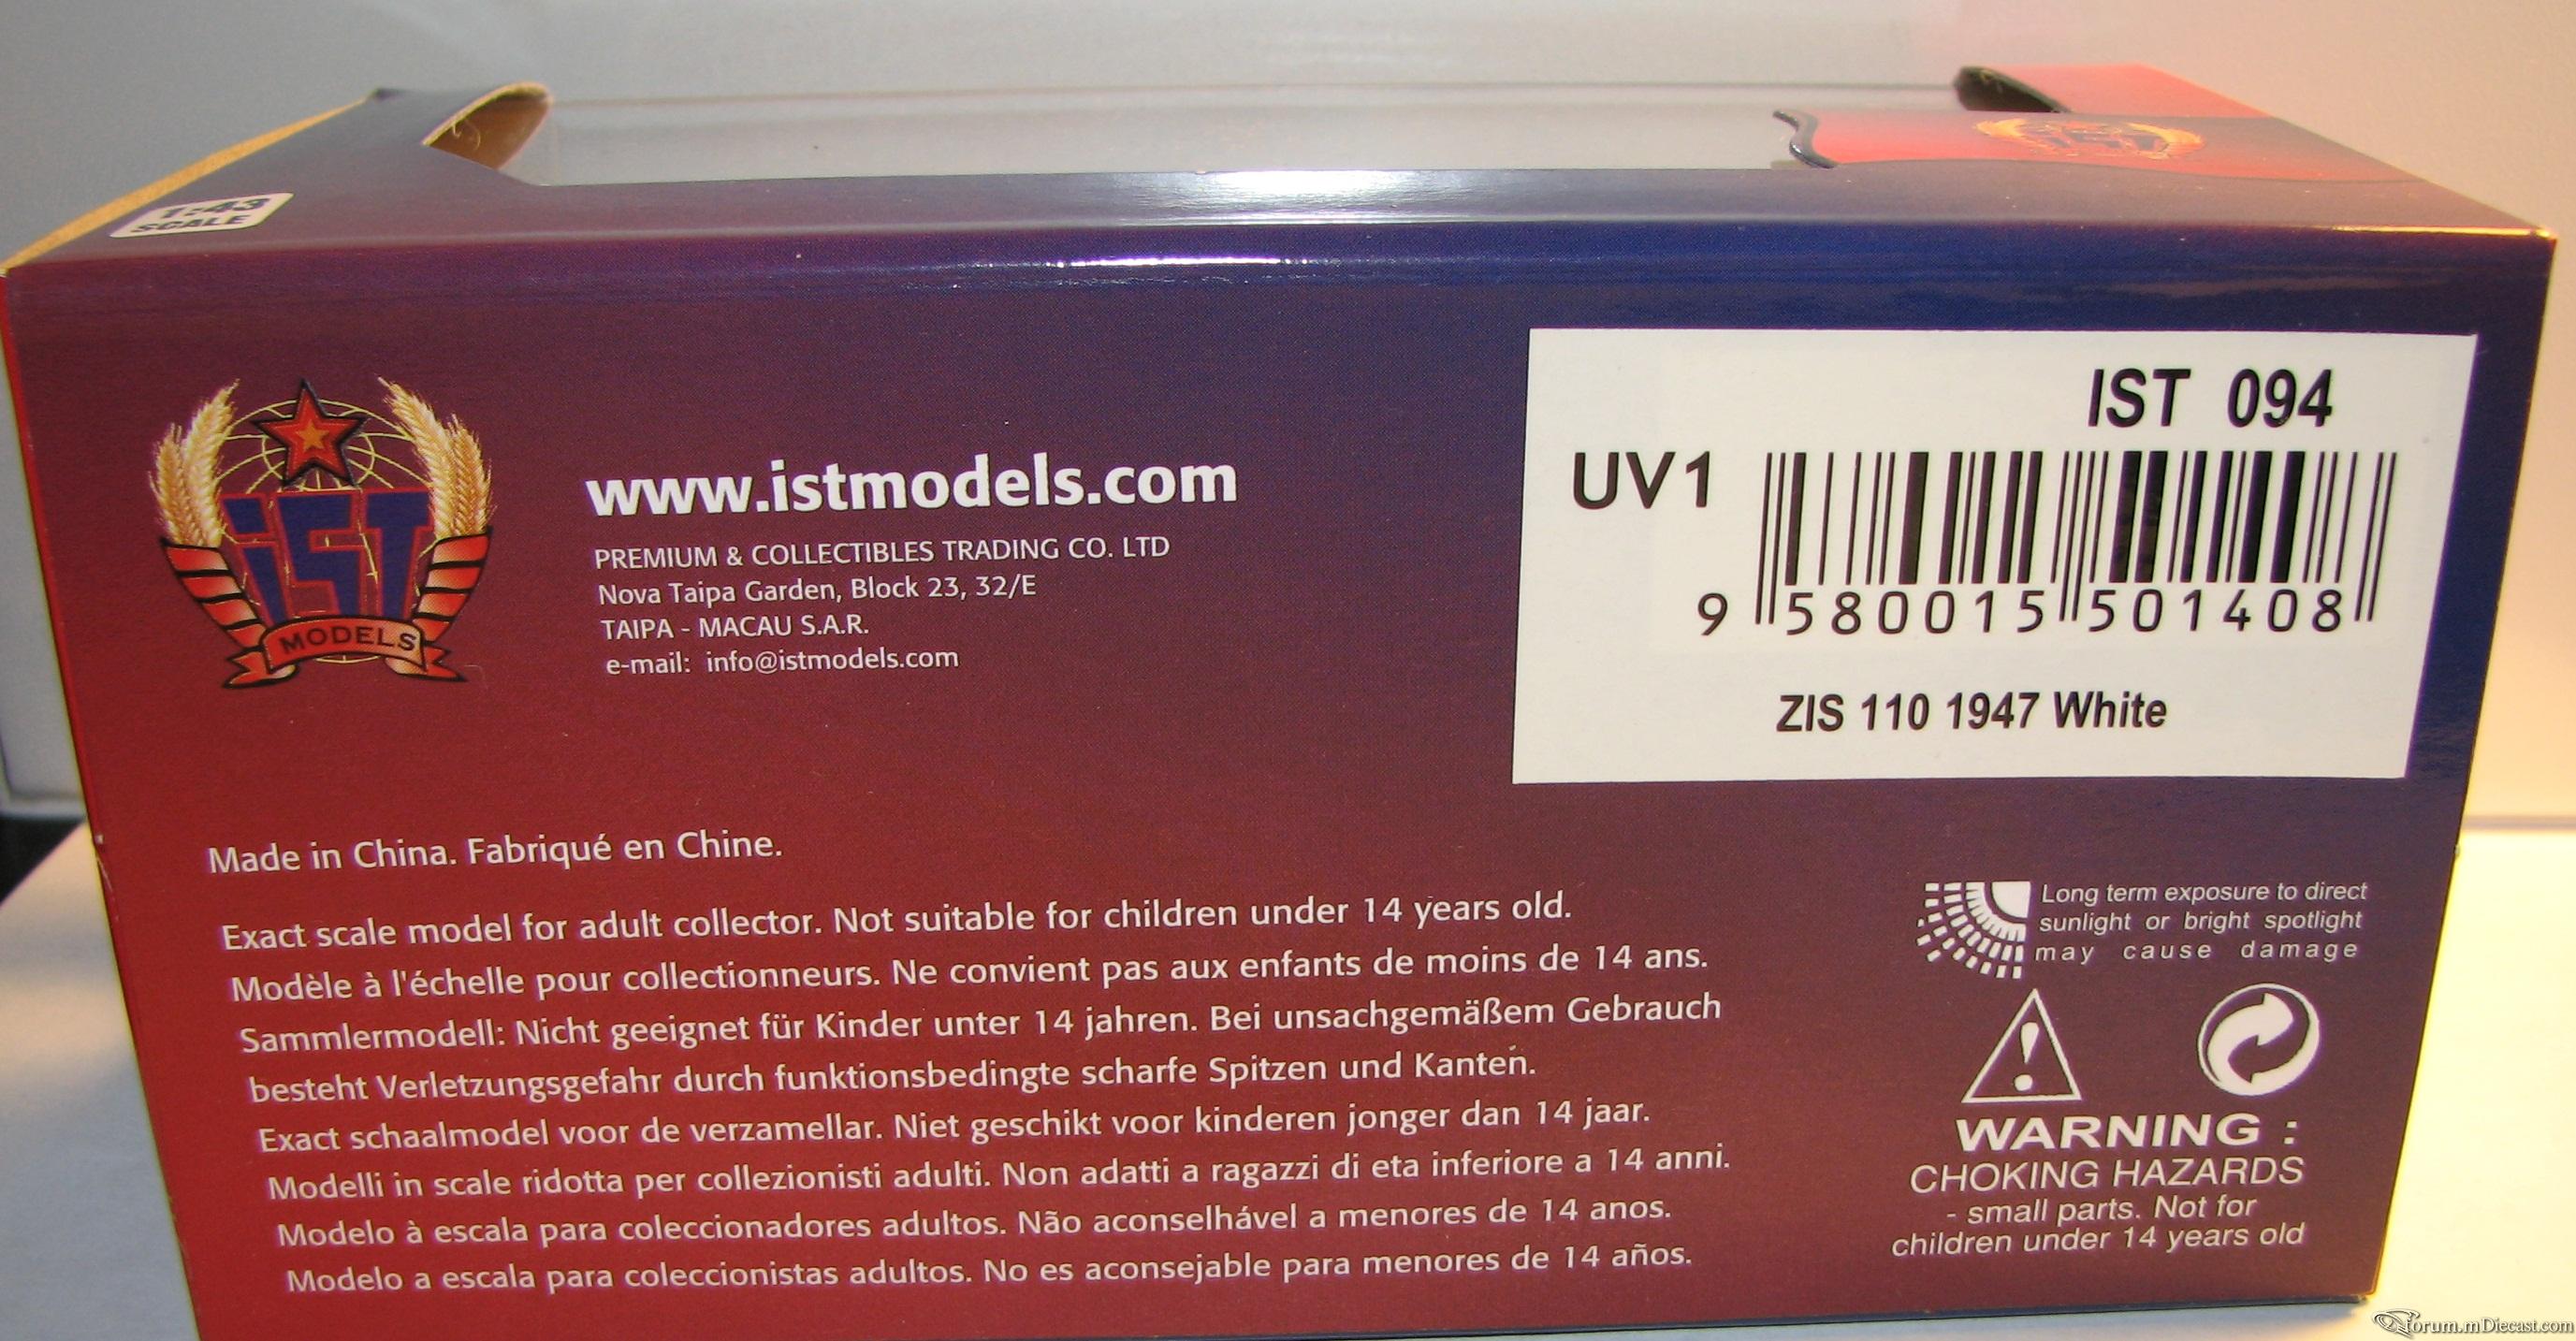 1:43
SCALE
IST
IST
MODELS
www.istmodels.com
PREMIUM & COLLECTIBLES TRADING CO. LTD
Nova Taipa Garden, Block 23, 32/E
TAIPA - MACAU S.A.R.
e-mail: info@istmodels.com
IST 094
UV1
9 580015 501408
ZIS 110 1947 White
Made in China. Fabriqué en Chine.
Exact scale model for adult collector. Not suitable for children under 14 years old.
Modèle à l'échelle pour collectionneurs. Ne convient pas aux enfants de moins de 14 ans.
Sammlermodell: Nicht geeignet für Kinder unter 14 jahren. Bei unsachgemäßem Gebrauch
besteht Verletzungsgefahr durch funktionsbedingte scharfe Spitzen und Kanten.
Exact schaalmodel voor de verzamellar. Niet geschikt voor kinderen jonger dan 14 jaar.
Modelli in scale ridotta per collezionisti adulti. Non adatti a ragazzi di eta inferiore a 14 anni.
Modelo à escala para coleccionadores adultos. Não aconselhável a menores de 14 anos.
Modelo a escala para coleccionistas adultos. No es aconsejable para menores de 14 años.
Long term exposure to direct
sunlight or bright spotlight
may cause damage
WARNING :
CHOKING HAZARDS
- small parts. Not for
children under 14 years old
forum.mDiecast.com